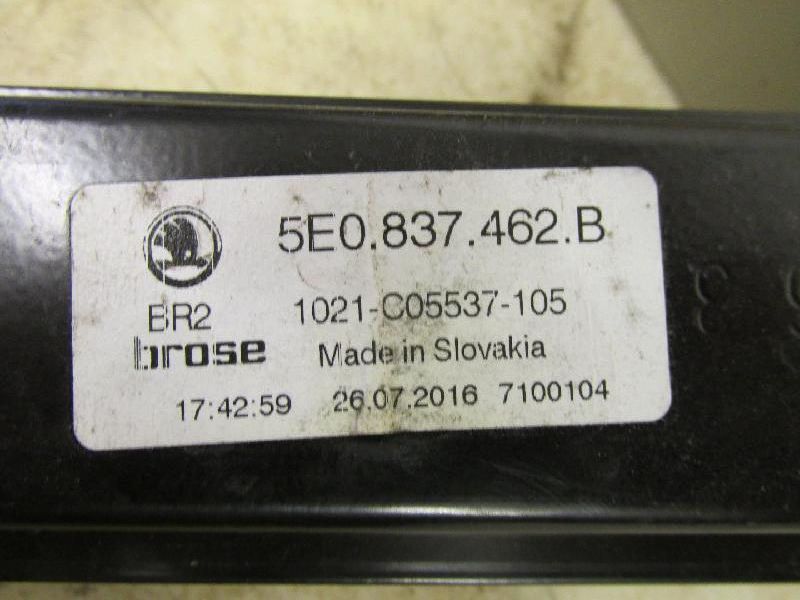 5E0.837.462.B
BR2 1021-C05537-105
brose Made in Slovakia
17:42:59 26.07.2016 7100104